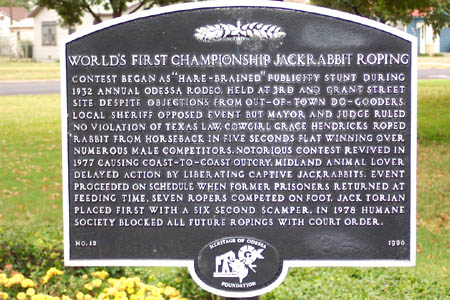 WORLD'S FIRST CHAMPIONSHIP JACKRABBIT ROPING
CONTEST BEGAN AS "HARE-BRAINED" PUBLICITY STUNT DURING
1932 ANNUAL ODESSA RODEO. HELD AT 3RD AND GRANT STREET
SITE DESPITE OBJECTIONS FROM OUT-OF-TOWN DO-GOODERS.
LOCAL SHERIFF OPPOSED EVENT BUT MAYOR AND JUDGE RULED
NO VIOLATION OF TEXAS LAW. COWGIRL GRACE HENDRICKS ROPED
RABBIT FROM HORSEBACK IN FIVE SECONDS FLAT WINNING OVER
NUMEROUS MALE COMPETITORS. NOTORIOUS CONTEST REVIVED IN
1977 CAUSING COAST-TO-COAST OUTCRY. MIDLAND ANIMAL LOVER
DELAYED ACTION BY LIBERATING CAPTIVE JACKRABBITS. EVENT
PROCEEDED ON SCHEDULE WHEN FORMER PRISONERS RETURNED AT
FEEDING TIME. SEVEN ROPERS COMPETED ON FOOT. JACK TORIAN
PLACED FIRST WITH A SIX SECOND SCAMPER. IN 1978 HUMANE
SOCIETY BLOCKED ALL FUTURE ROPINGS WITH COURT ORDER.
NO. 12 1990
HERITAGE OF ODESSA
FOUNDATION